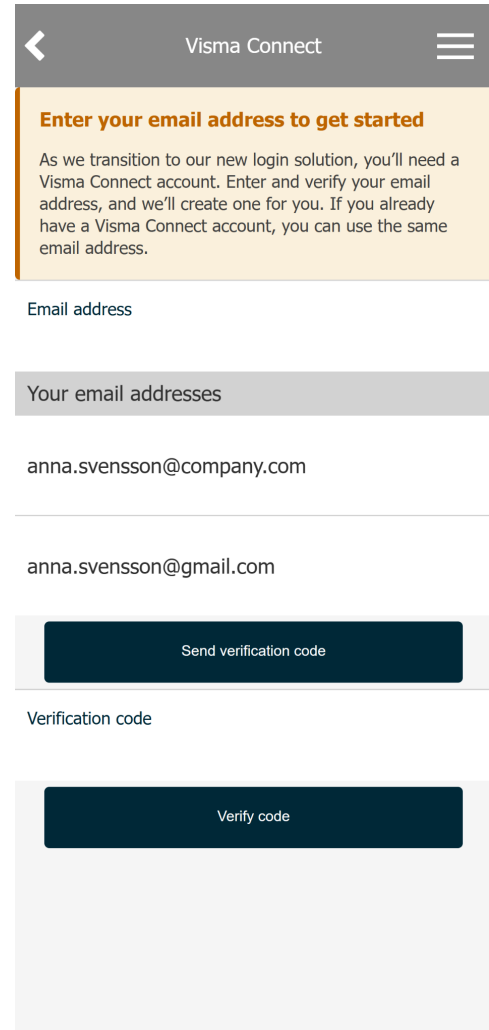 Visma Connect
Enter your email address to get started
As we transition to our new login solution, you’ll need a
Visma Connect account. Enter and verify your email
address, and we’ll create one for you. If you already
have a Visma Connect account, you can use the same
email address.
Email address
Your email addresses
anna.svensson@company.com
anna.svensson@gmail.com
Send verification code
Verification code
Verify code